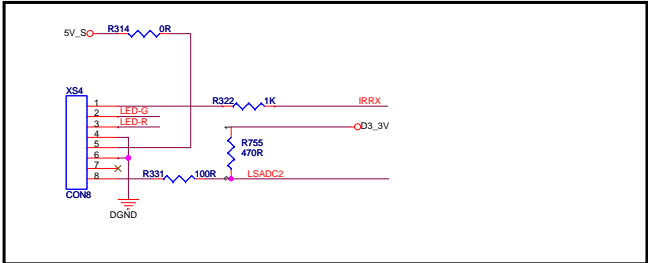 5V_S
R314
0R
XS4
1
R322
1K
IRRX
2
LED-G
3
LED-R
D3_3V
4
R755
5
470R
6
7
8
R331
100R
LSADC2
CON8
DGND